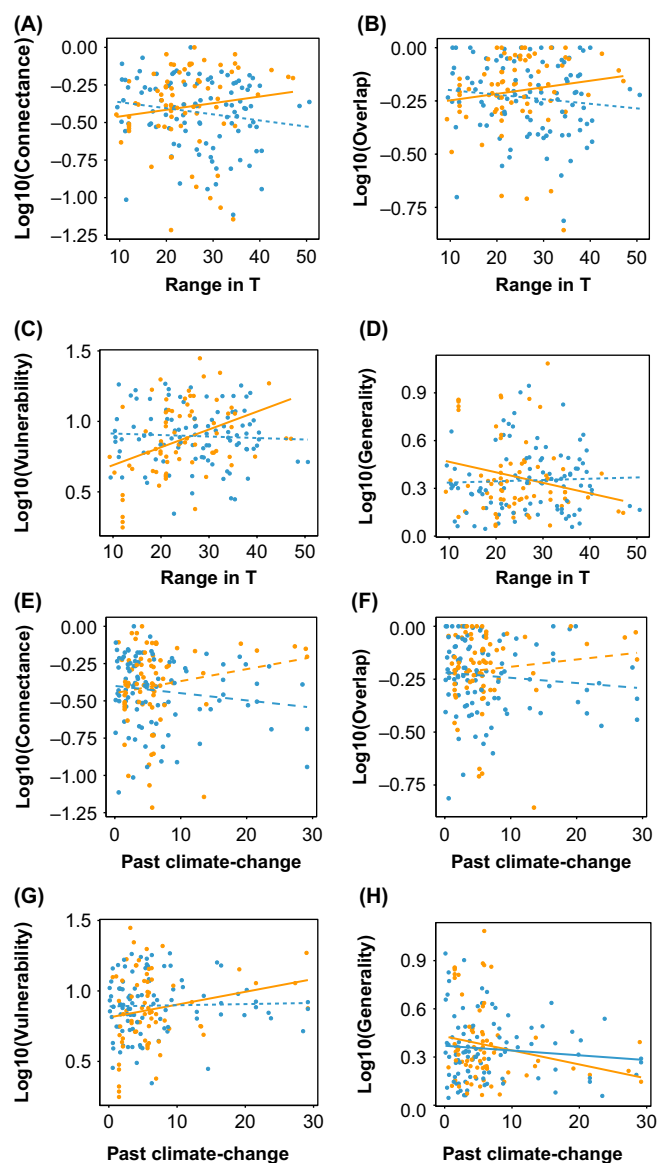 (A)
Log10(Connectance)
0.00
−0.25
−0.50
−0.75
−1.00
−1.25
10 20 30 40 50
Range in T
(B)
Log10(Overlap)
0.00
−0.25
−0.50
−0.75
10 20 30 40 50
Range in T
(C)
Log10(Vulnerability)
1.5
1.0
0.5
10 20 30 40 50
Range in T
(D)
Log10(Generality)
0.9
0.6
0.3
0.0
10 20 30 40 50
Range in T
(E)
Log10(Connectance)
0.00
−0.25
−0.50
−0.75
−1.00
−1.25
0 10 20 30
Past climate-change
(F)
Log10(Overlap)
0.00
−0.25
−0.50
−0.75
0 10 20 30
Past climate-change
(G)
Log10(Vulnerability)
1.5
1.0
0.5
0 10 20 30
Past climate-change
(H)
Log10(Generality)
0.9
0.6
0.3
0.0
0 10 20 30
Past climate-change